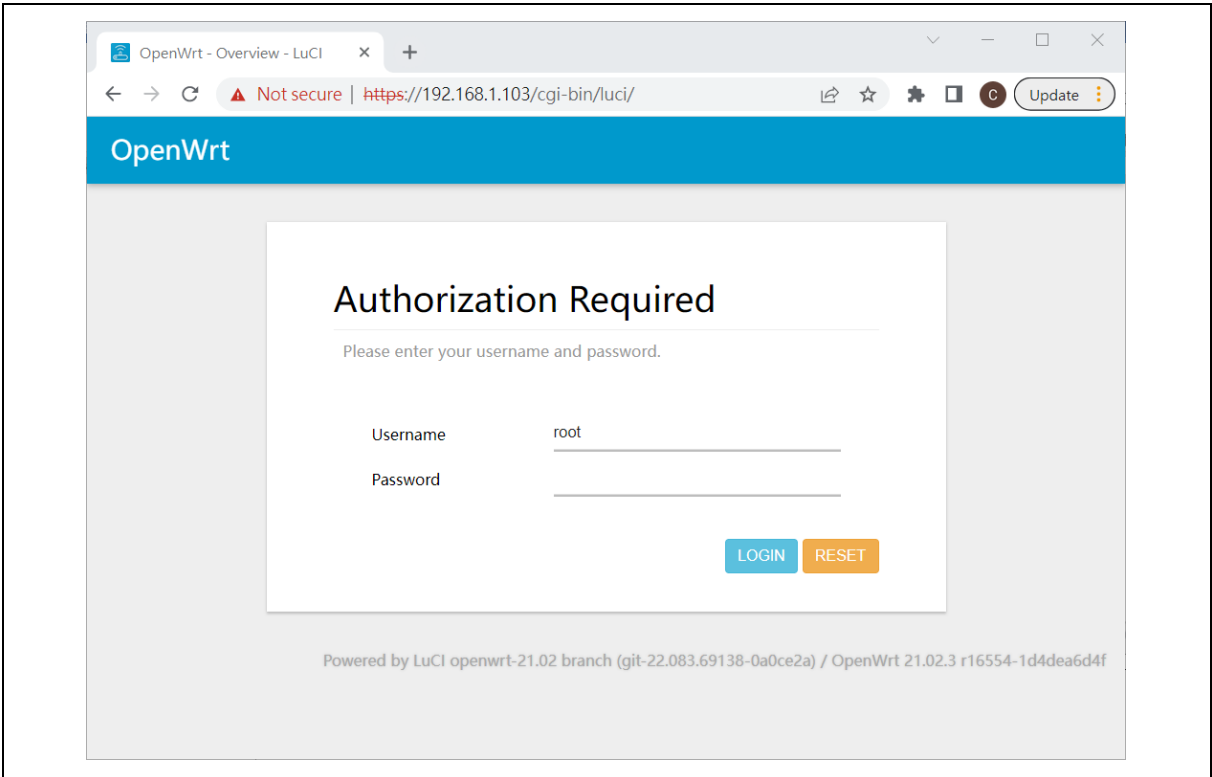 OpenWrt - Overview - LuCI
Not secure | https://192.168.1.103/cgi-bin/luci/
C
Update
OpenWrt
Authorization Required
Please enter your username and password.
Username root
Password
LOGIN RESET
Powered by LuCI openwrt-21.02 branch (git-22.083.69138-0a0ce2a) / OpenWrt 21.02.3 r16554-1d4dea6d4f